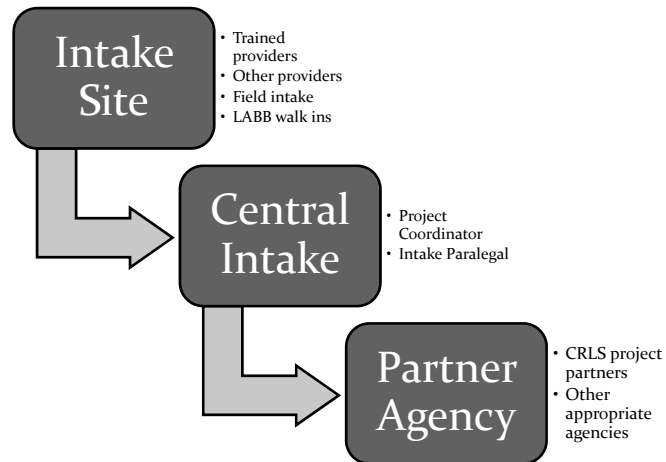 Intake
Site
• Trained
providers
• Other providers
• Field intake
• LABB walk ins
Central
Intake
• Project
Coordinator
• Intake Paralegal
Partner
Agency
• CRLS project
partners
• Other
appropriate
agencies